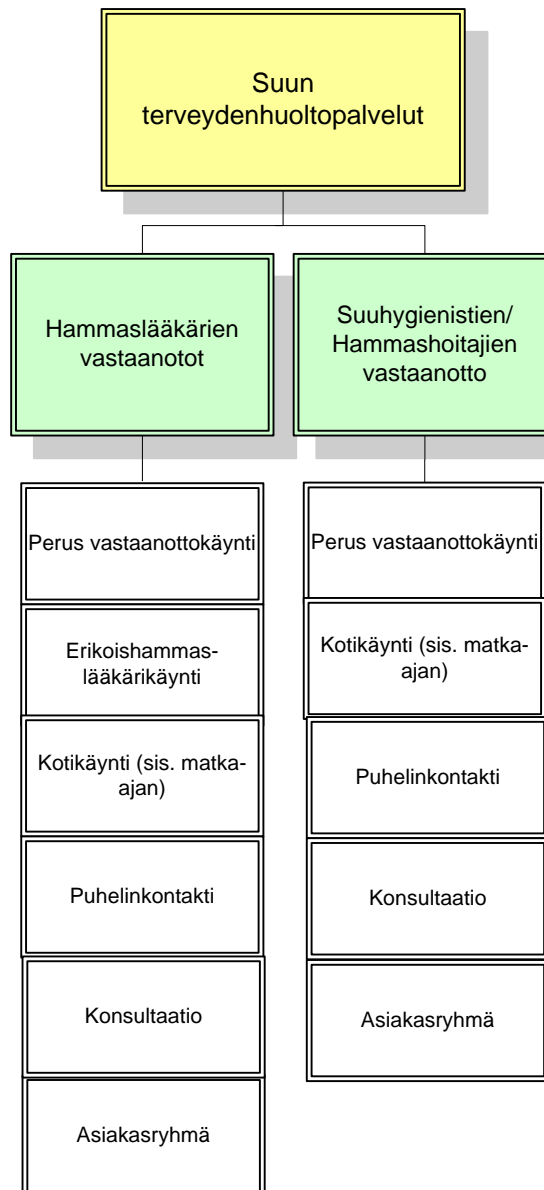 Suun
terveydenhuoltopalvelut
Hammaslääkärien
vastaanotot
Perus vastaanottokäynti
Erikoishammas-
lääkärikäynti
Kotikäynti (sis. matka-
ajan)
Puhelinkontakti
Konsultaatio
Asiakasryhmä
Suuhygienistien/
Hammashoitajien
vastaanotto
Perus vastaanottokäynti
Kotikäynti (sis. matka-
ajan)
Puhelinkontakti
Konsultaatio
Asiakasryhmä